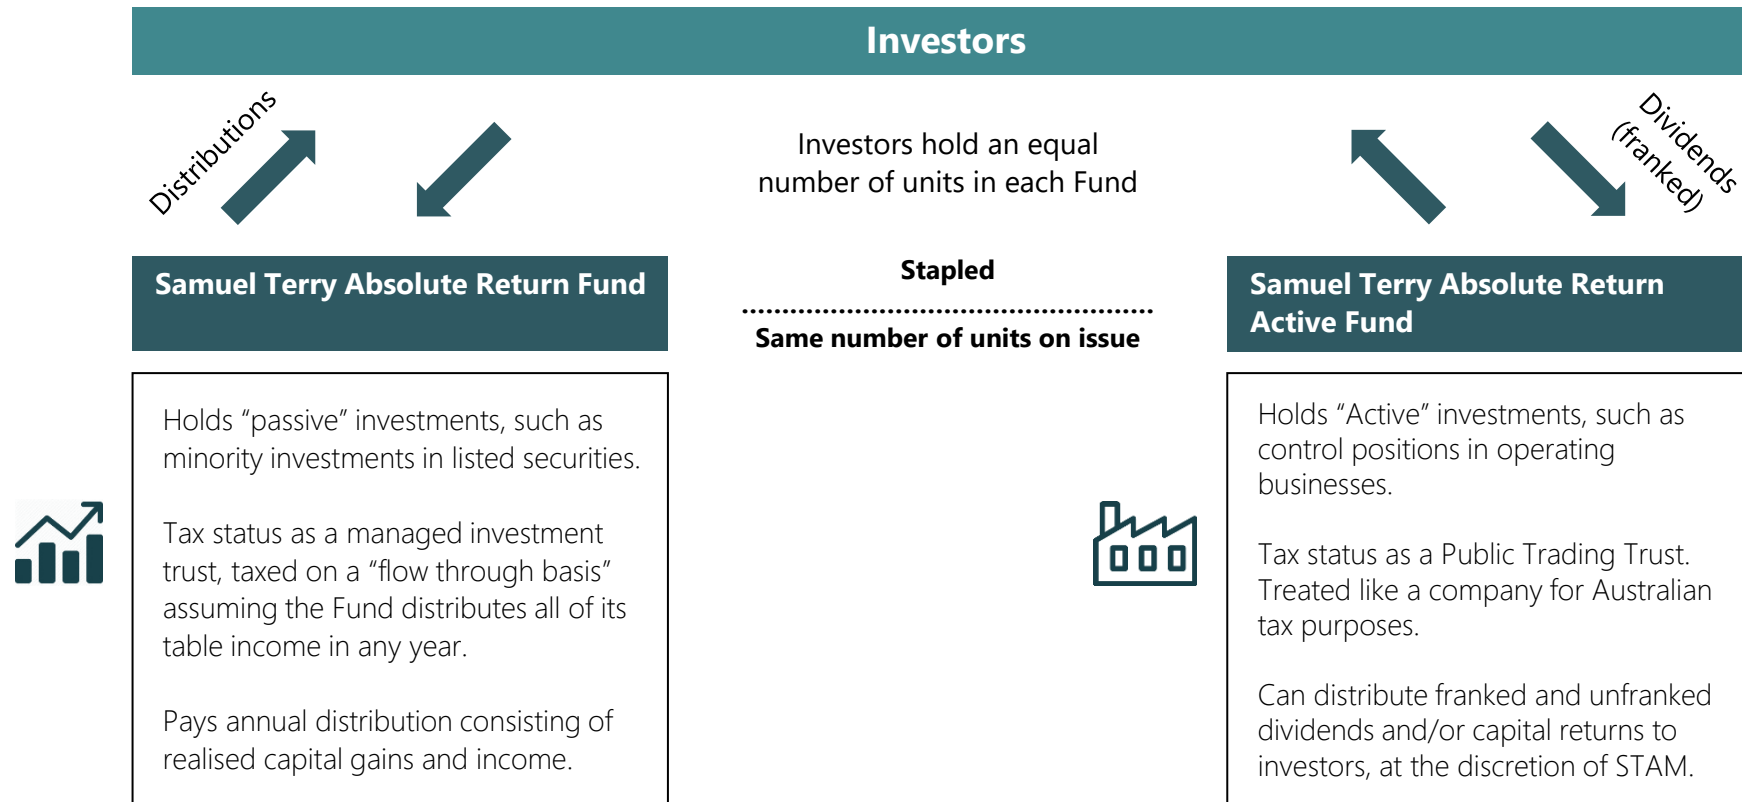 Investors
Distributions
Investors hold an equal
number of units in each Fund
Dividends
(franked)
Samuel Terry Absolute Return Fund
Stapled
Same number of units on issue
Samuel Terry Absolute Return
Active Fund
Holds “passive” investments, such as
minority investments in listed securities.
Tax status as a managed investment
trust, taxed on a “flow through basis”
assuming the Fund distributes all of its
table income in any year.
Pays annual distribution consisting of
realised capital gains and income.
Holds “Active” investments, such as
control positions in operating
businesses.
Tax status as a Public Trading Trust.
Treated like a company for Australian
tax purposes.
Can distribute franked and unfranked
dividends and/or capital returns to
investors, at the discretion of STAM.